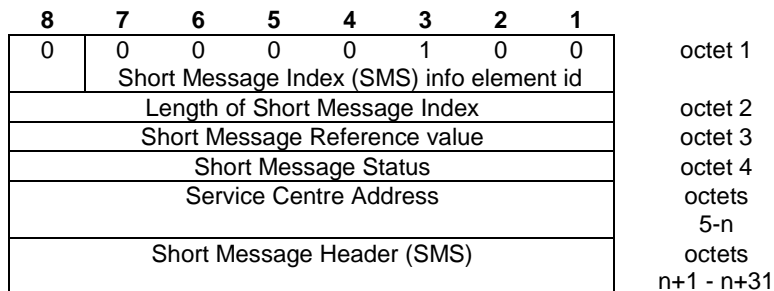 8 7 6 5 4 3 2 1
0 0 0 0 0 1 0 0 octet 1
Short Message Index (SMS) info element id
Length of Short Message Index octet 2
Short Message Reference value octet 3
Short Message Status octet 4
Service Centre Address octets
5-n
Short Message Header (SMS) octets
n+1 - n+31